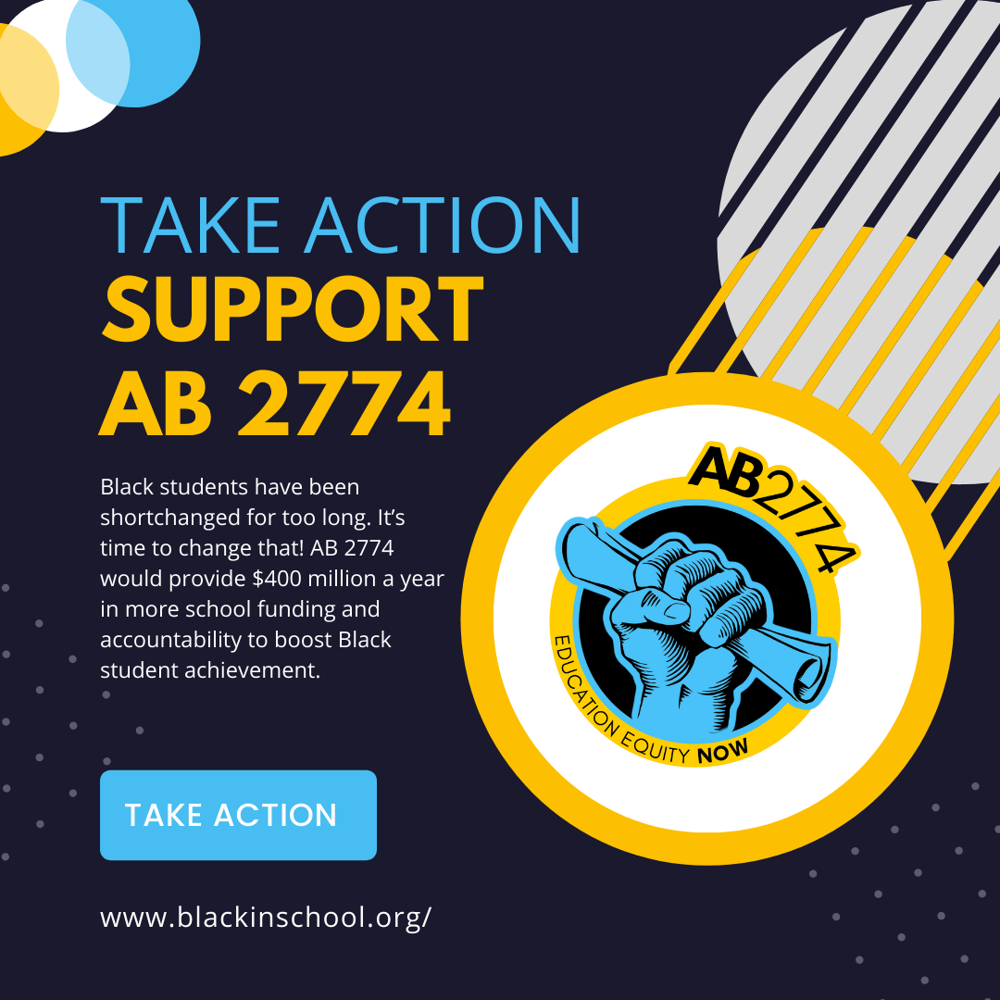 TAKE ACTION
SUPPORT
AB 2774
Black students have been
shortchanged for too long. It’s
time to change that! AB 2774
would provide $400 million a year
in more school funding and
accountability to boost Black
student achievement.
AB2774
EDUCATION EQUITY NOW
TAKE ACTION
www.blackinschool.org/